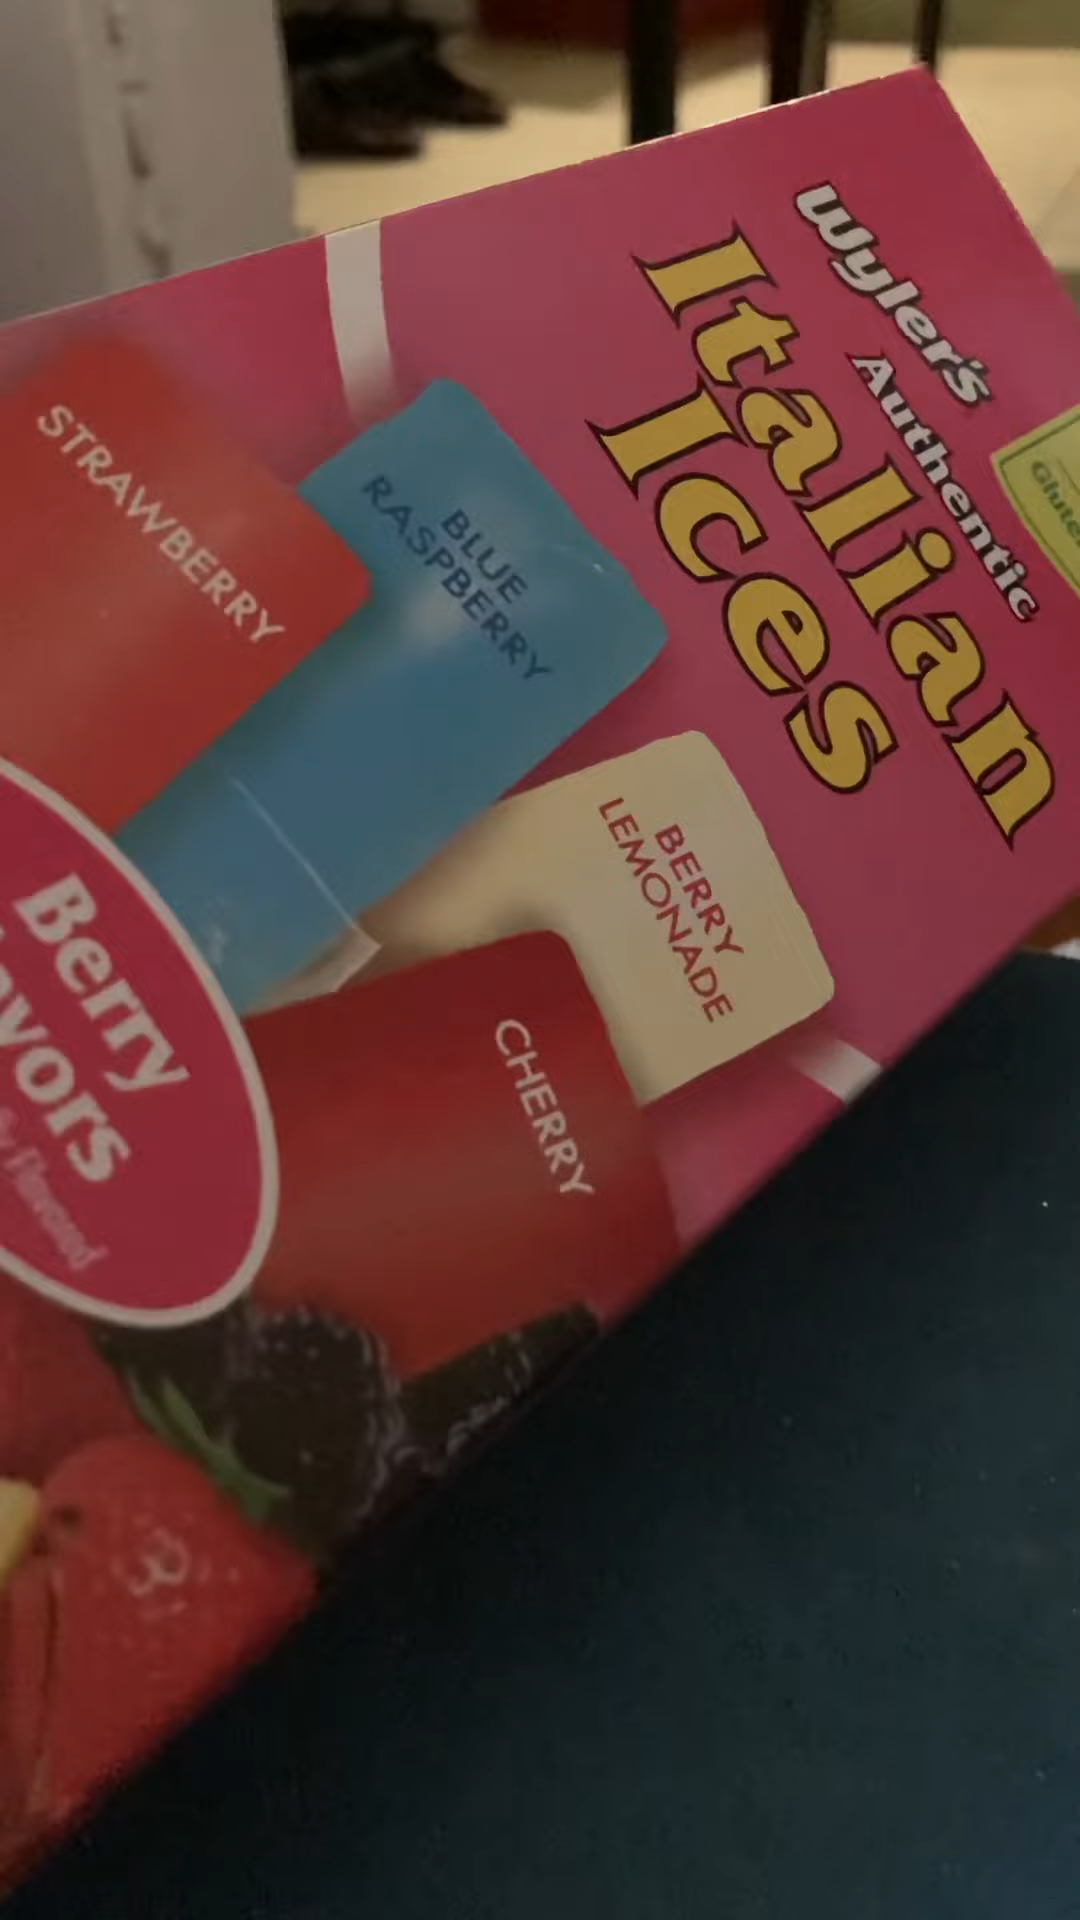 Wyler's
Authentic
Italian
Ices
STRAWBERRY
BLUE
RASPBERRY
BERRY
LEMONADE
CHERRY
Berry